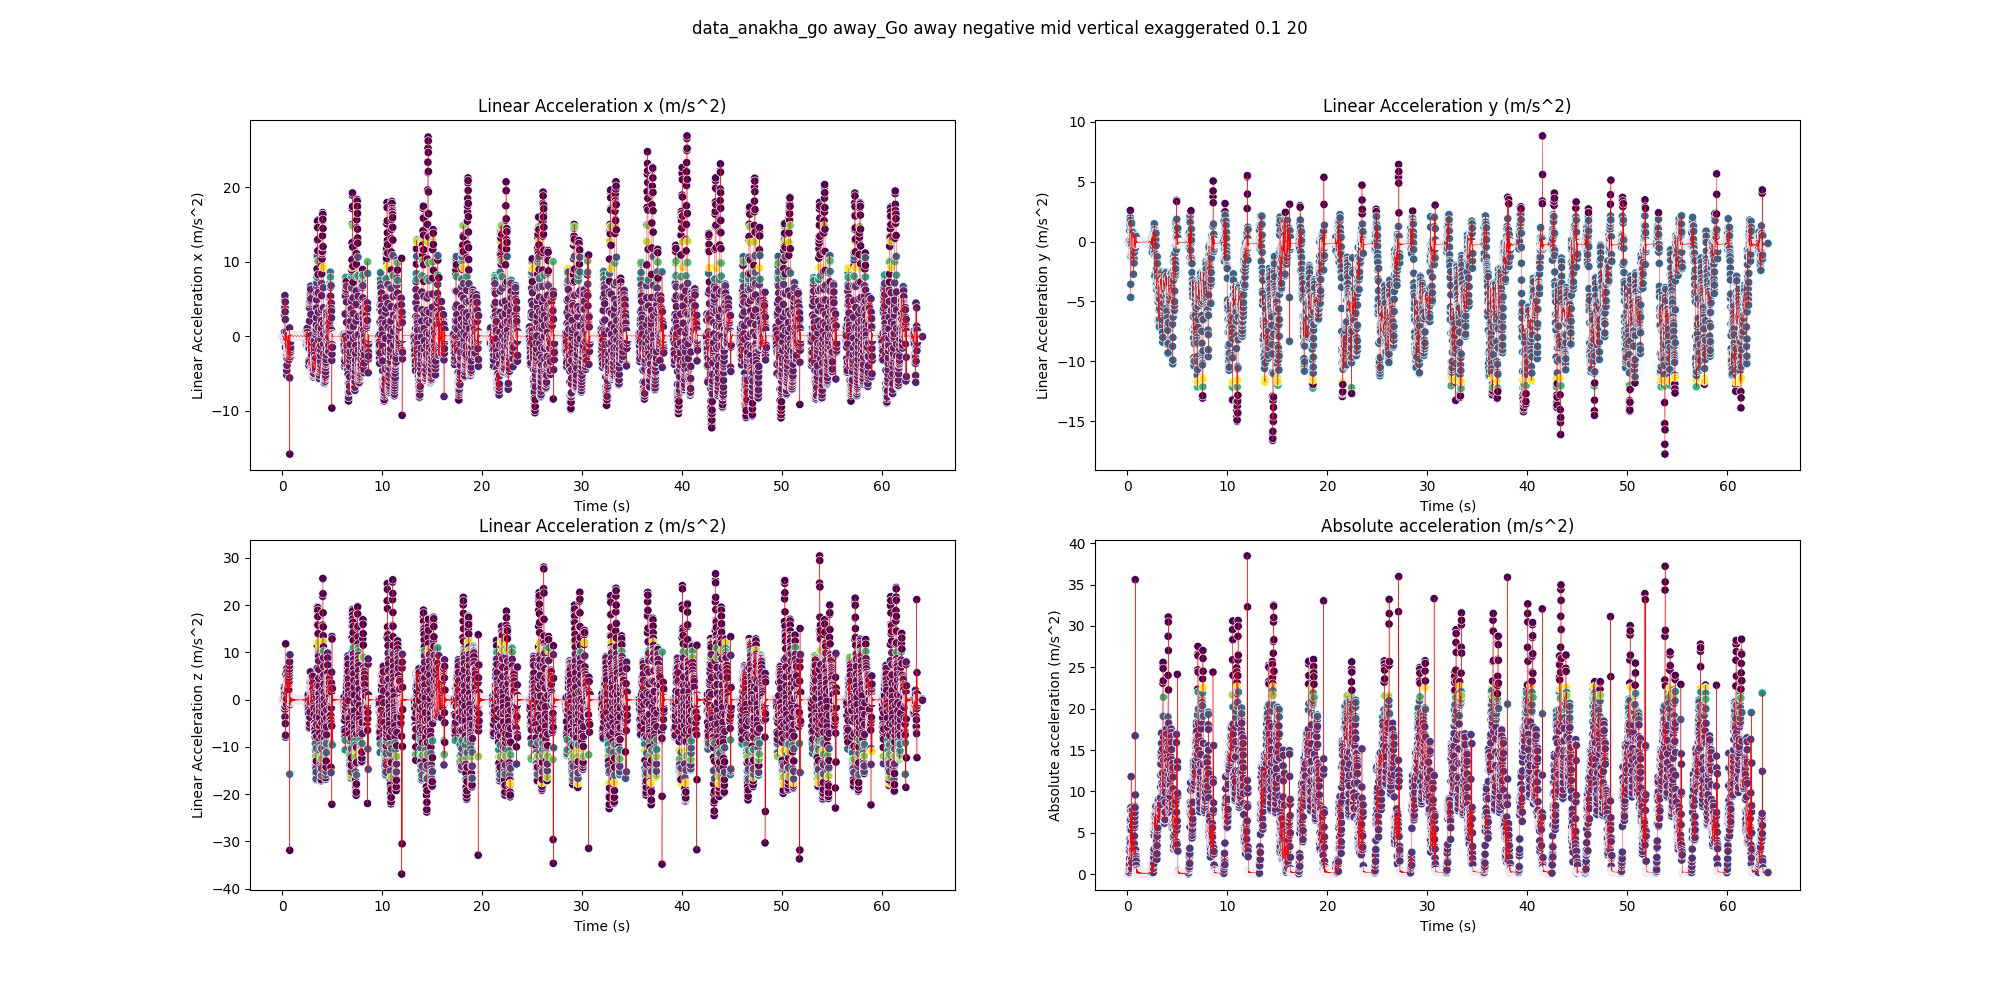 data_anakha_go away_Go away negative mid vertical exaggerated 0.1 20
Linear Acceleration x (m/s^2)
Linear Acceleration x (m/s^2)
20
10
0
−10
0 10 20 30 40 50 60
Time (s)
Linear Acceleration y (m/s^2)
Linear Acceleration y (m/s^2)
10
5
0
−5
−10
−15
0 10 20 30 40 50 60
Time (s)
Linear Acceleration z (m/s^2)
Linear Acceleration z (m/s^2)
30
20
10
0
−10
−20
−30
−40
0 10 20 30 40 50 60
Time (s)
Absolute acceleration (m/s^2)
Absolute acceleration (m/s^2)
40
35
30
25
20
15
10
5
0
0 10 20 30 40 50 60
Time (s)